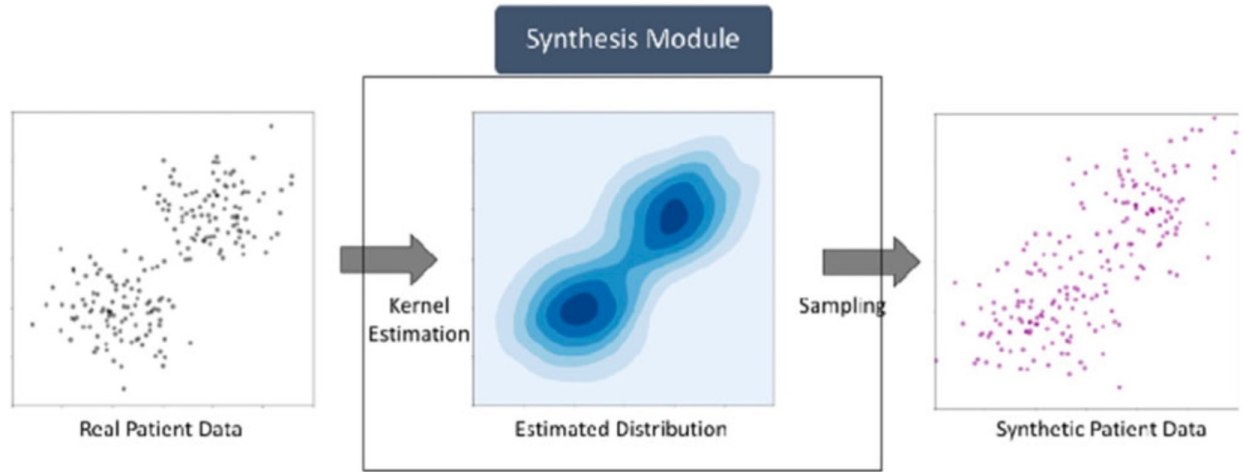 Synthesis Module
Kernel
Estimation
Sampling
Real Patient Data
Estimated Distribution
Synthetic Patient Data